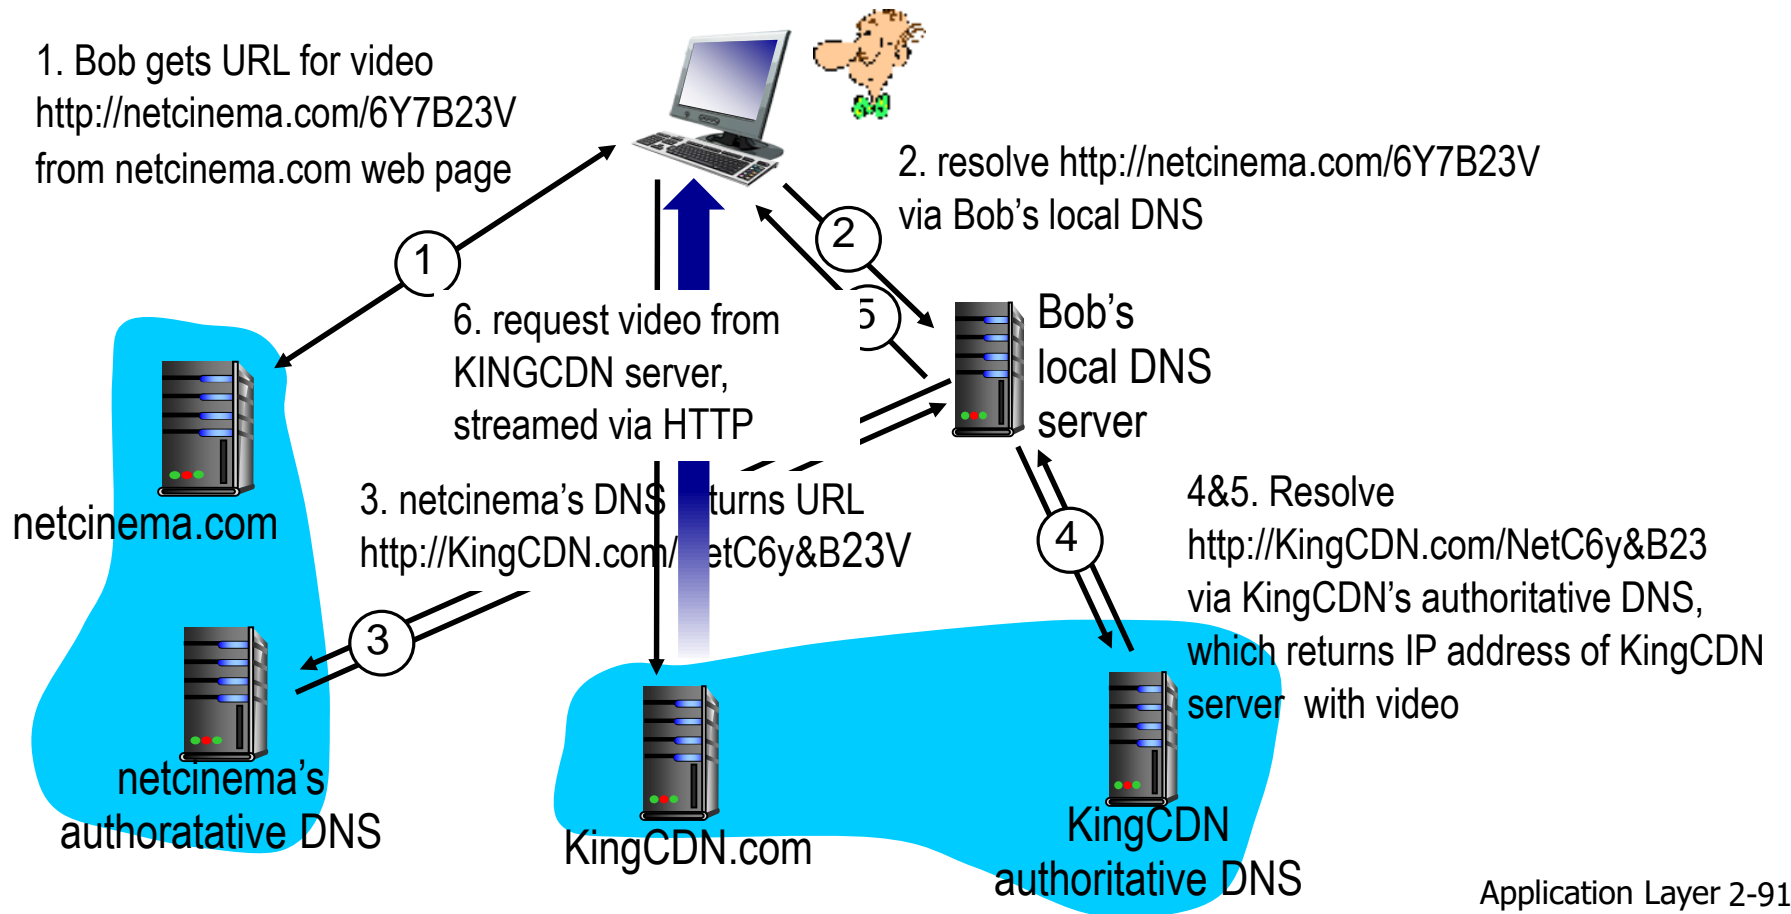 1. Bob gets URL for video
http://netcinema.com/6Y7B23V
from netcinema.com web page
2. resolve http://netcinema.com/6Y7B23V
via Bob's local DNS
1
2
5
6. request video from
KINGCDN server,
streamed via HTTP
Bob's
local DNS
server
netcinema.com
3. netcinema's DNS turns URL
http://KingCDN.com/ etC6y&B23V
4
4&5. Resolve
http://KingCDN.com/NetC6y&B23
via KingCDN's authoritative DNS,
which returns IP address of KingCDN
server with video
3
netcinema's
authoratative DNS
KingCDN.com
KingCDN
authoritative DNS
Application Layer 2-91